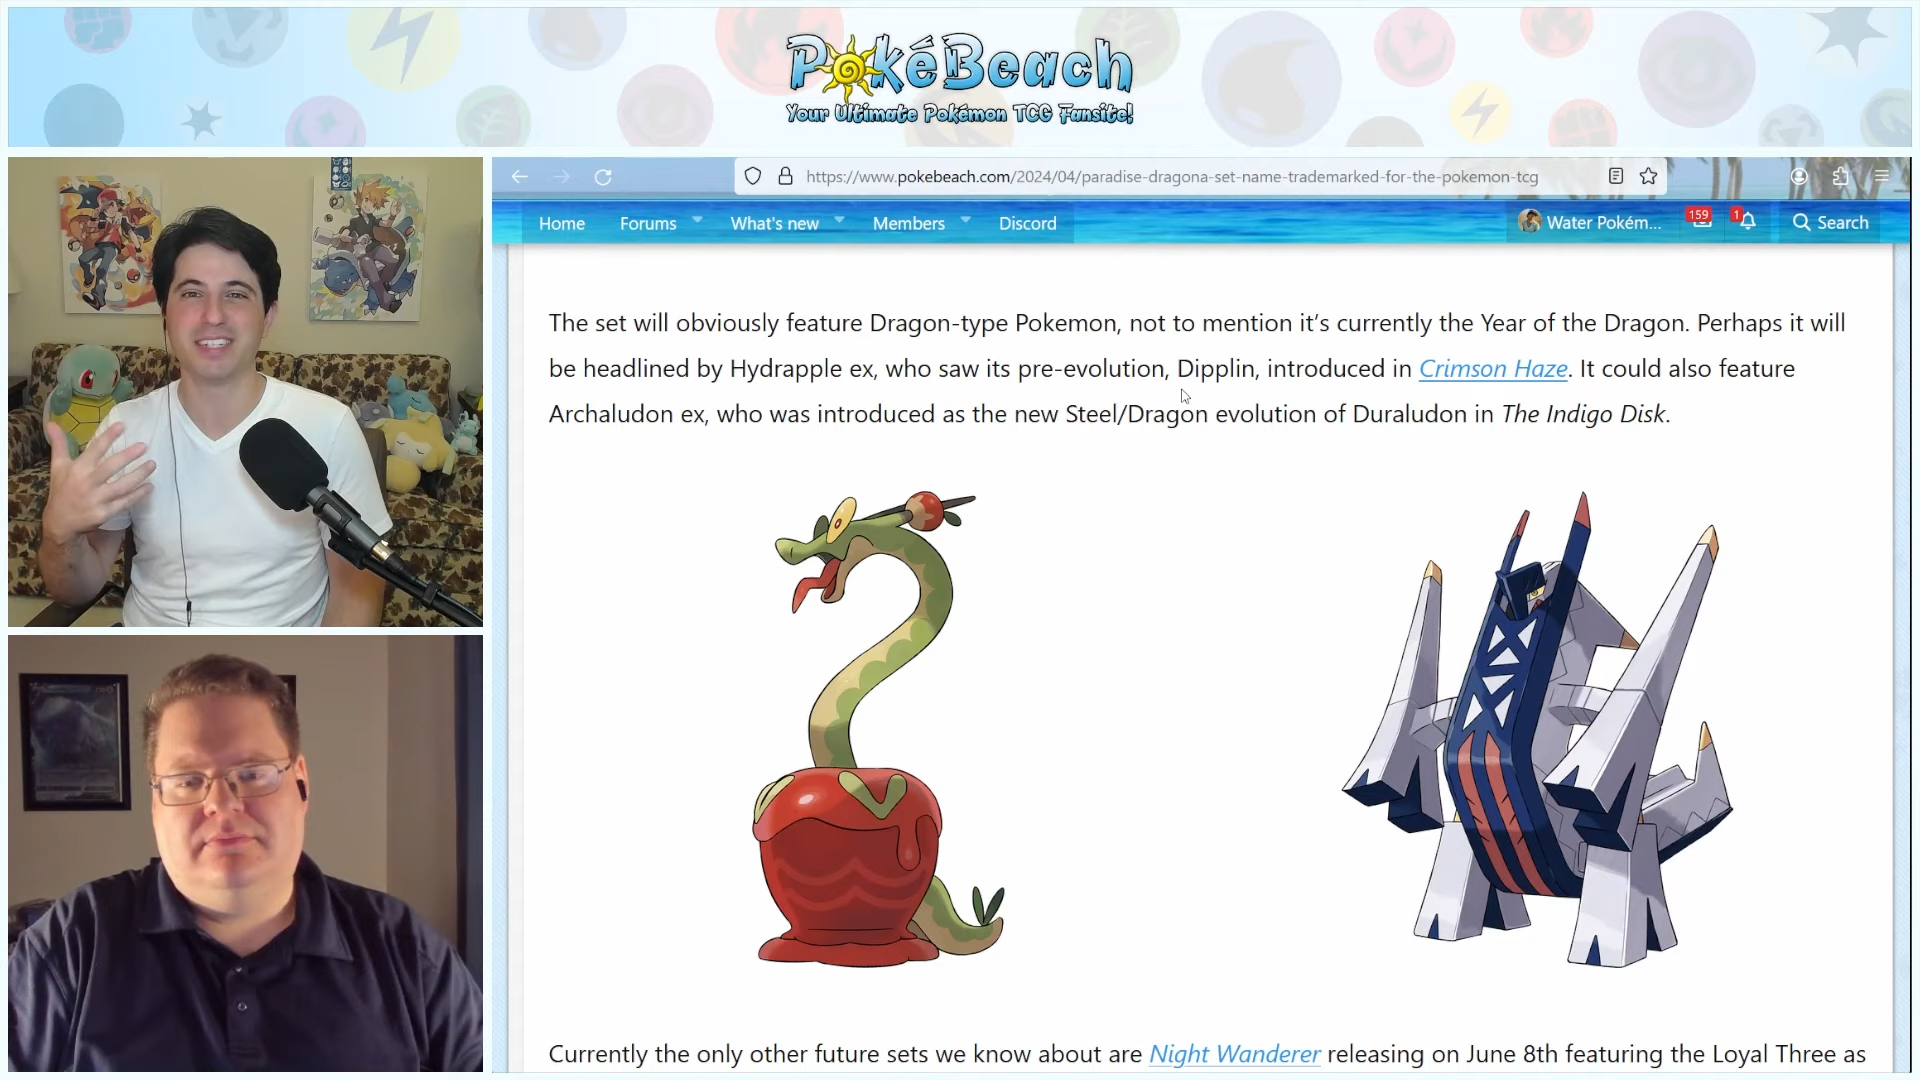 PokéBeach
Your Ultimate Pokémon TCG Fansite!
https://www.pokebeach.com/2024/04/paradise-dragona-set-name-trademarked-for-the-pokemon-tcg
Home Forums What's new Members Discord Water Pokém... 159 1 Search
The set will obviously feature Dragon-type Pokemon, not to mention it's currently the Year of the Dragon. Perhaps it will
be headlined by Hydrapple ex, who saw its pre-evolution, Dipplin, introduced in Crimson Haze. It could also feature
Archaludon ex, who was introduced as the new Steel/Dragon evolution of Duraludon in The Indigo Disk.
Currently the only other future sets we know about are Night Wanderer releasing on June 8th featuring the Loyal Three as